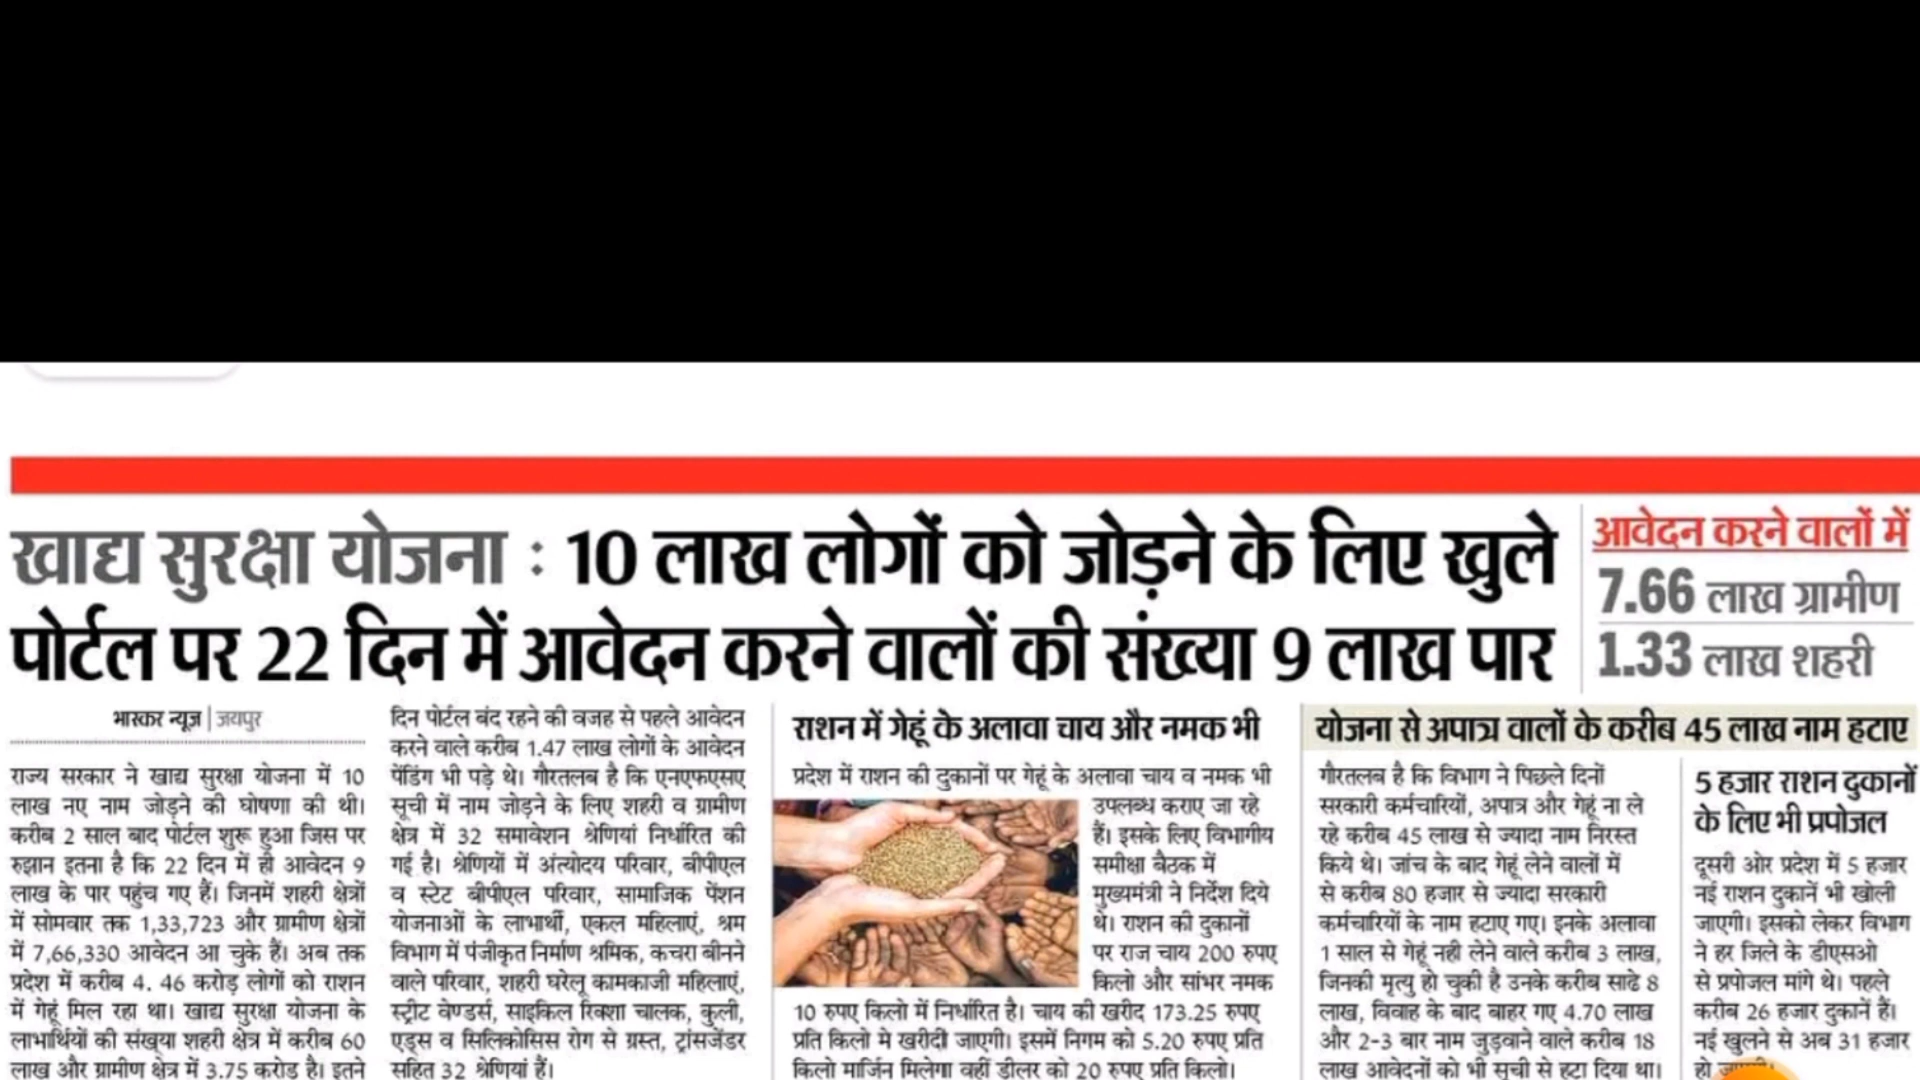 खाद्य सुरक्षा योजना : 10 लाख लोगों को जोड़ने के लिए खुले
पोर्टल पर 22 दिन में आवेदन करने वालों की संख्या 9 लाख पार
आवेदन करने वालों में
7.66 लाख ग्रामीण
1.33 लाख शहरी
भास्कर न्यूज | जयपुर
राज्य सरकार ने खाद्य सुरक्षा योजना में 10
लाख नए नाम जोड़ने की घोषणा की थी।
करीब 2 साल बाद पोर्टल शुरू हुआ जिस पर
रुझान इतना है कि 22 दिन में ही आवेदन 9
लाख के पार पहुंच गए हैं। जिनमें शहरी क्षेत्रों
में सोमवार तक 1,33,723 और ग्रामीण क्षेत्रों
में 7,66,330 आवेदन आ चुके हैं। अब तक
प्रदेश में करीब 4. 46 करोड़ लोगों को राशन
में गेहूं मिल रहा था। खाद्य सुरक्षा योजना के
लाभार्थियों की संख्या शहरी क्षेत्र में करीब 60
लाख और ग्रामीण क्षेत्र में 3.75 करोड़ है। इतने
दिन पोर्टल बंद रहने की वजह से पहले आवेदन
करने वाले करीब 1.47 लाख लोगों के आवेदन
पेंडिंग भी पड़े थे। गौरतलब है कि एनएफएसए
सूची में नाम जोड़ने के लिए शहरी व ग्रामीण
क्षेत्र में 32 समावेशन श्रेणियां निर्धारित की
गई है। श्रेणियों में अंत्योदय परिवार, बीपीएल
व स्टेट बीपीएल परिवार, सामाजिक पेंशन
योजनाओं के लाभार्थी, एकल महिलाएं, श्रम
विभाग में पंजीकृत निर्माण श्रमिक, कचरा बीनने
वाले परिवार, शहरी घरेलू कामकाजी महिलाएं,
स्ट्रीट वेण्डर्स, साइकिल रिक्शा चालक, कुली,
एड्स व सिलिकोसिस रोग से ग्रस्त, ट्रांसजेंडर
सहित 32 श्रेणियां हैं।
राशन में गेहूं के अलावा चाय और नमक भी
प्रदेश में राशन की दुकानों पर गेहूं के अलावा चाय व नमक भी
उपलब्ध कराए जा रहे
हैं। इसके लिए विभागीय
समीक्षा बैठक में
मुख्यमंत्री ने निर्देश दिये
थे। राशन की दुकानों
पर राज चाय 200 रुपए
किलो और सांभर नमक
10 रुपए किलो में निर्धारित है। चाय की खरीद 173.25 रुपए
प्रति किलो मे खरीदी जाएगी। इसमें निगम को 5.20 रुपए प्रति
किलो मार्जिन मिलेगा वहीं डीलर को 20 रुपए प्रति किलो।
योजना से अपात्र वालों के करीब 45 लाख नाम हटाए
गौरतलब है कि विभाग ने पिछले दिनों
सरकारी कर्मचारियों, अपात्र और गेहूं ना ले
रहे करीब 45 लाख से ज्यादा नाम निरस्त
किये थे। जांच के बाद गेहूं लेने वालों में
से करीब 80 हजार से ज्यादा सरकारी
कर्मचारियों के नाम हटाए गए। इनके अलावा
1 साल से गेहूं नही लेने वाले करीब 3 लाख,
जिनकी मृत्यु हो चुकी है उनके करीब साढे 8
लाख, विवाह के बाद बाहर गए 4.70 लाख
और 2-3 बार नाम जुड़वाने वाले करीब 18
लाख आवेदनों को भी सूची से हटा दिया था।
5 हजार राशन दुकानों
के लिए भी प्रपोजल
दूसरी ओर प्रदेश में 5 हजार
नई राशन दुकानें भी खोली
जाएगी। इसको लेकर विभाग
ने हर जिले के डीएसओ
से प्रपोजल मांगे थे। पहले
करीब 26 हजार दुकानें हैं।
नई खुलने से अब 31 हजार
हो